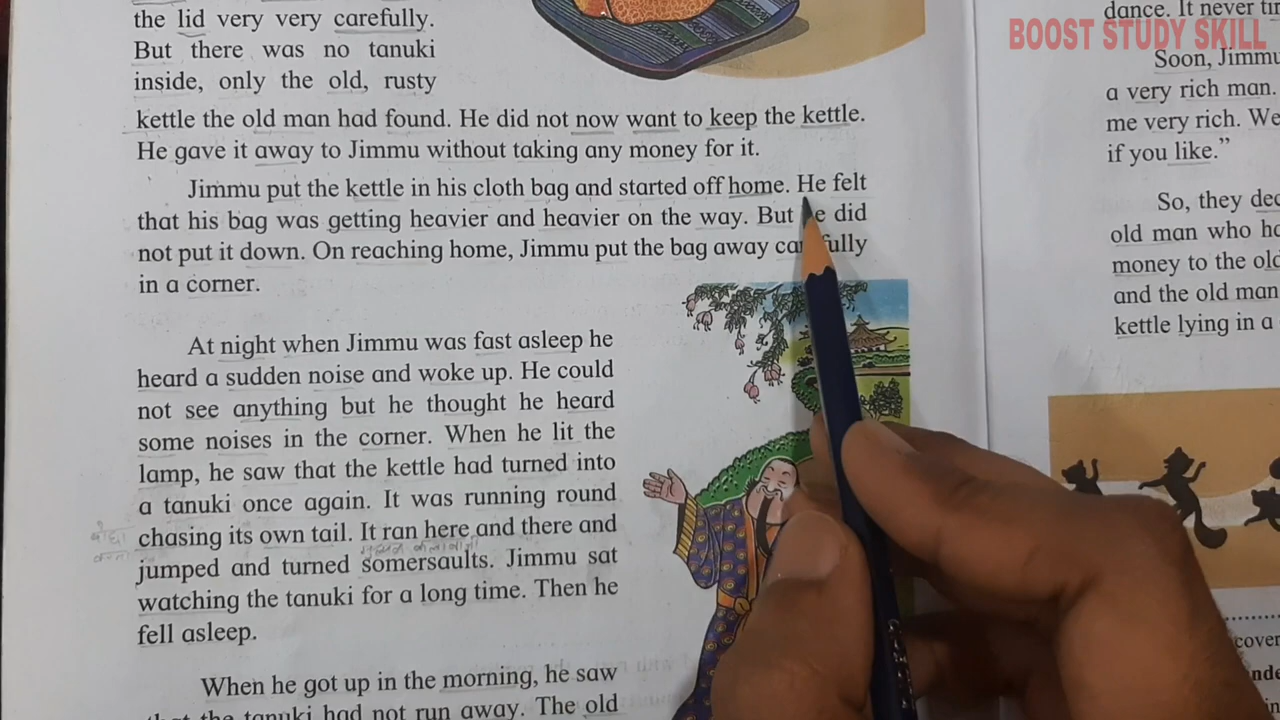 the lid very very carefully.
But there was no tanuki
inside, only the old, rusty
kettle the old man had found. He did not now want to keep the kettle.
He gave it away to Jimmu without taking any money for it.
Jimmu put the kettle in his cloth bag and started off home. He felt
that his bag was getting heavier and heavier on the way. But he did
not put it down. On reaching home, Jimmu put the bag away carefully
in a corner.
At night when Jimmu was fast asleep he
heard a sudden noise and woke up. He could
not see anything but he thought he heard
some noises in the corner. When he lit the
lamp, he saw that the kettle had turned into
a tanuki once again. It was running round
chasing its own tail. It ran here and there and
jumped and turned somersaults. Jimmu sat
watching the tanuki for a long time. Then he
fell asleep.
When he got up in the morning, he saw
that the tanuki had not run away. The old
dance. It never
BOOST STUDY SKILL
Soon, Jimmu
a very rich man.
me very rich. We
if you like.”
So, they
old man who
money to the old
and the old man
kettle lying in a